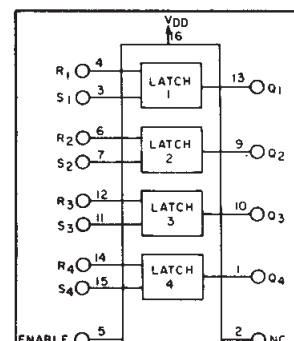 VDD
16
R1 4
LATCH 1
13 Q1
S1 3
R2 6
LATCH 2
9 Q2
S2 7
R3 12
LATCH 3
10 Q3
S3 11
R4 14
LATCH 4
1 Q4
S4 15
ENABLE 5
2 NC